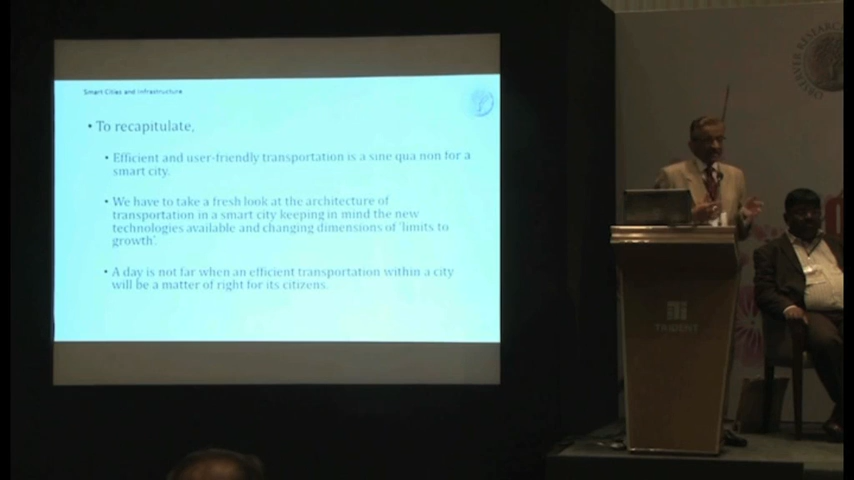 Smart Cities and Infrastructure
• To recapitulate,
• Efficient and user-friendly transportation is a sine qua non for a
smart city.
• We have to take a fresh look at the architecture of
transportation in a smart city keeping in mind the new
technologies available and changing dimensions of 'limits to
growth'.
• A day is not far when an efficient transportation within a city
will be a matter of right for its citizens.
TRIDENT
OBSERVER RESEARCH